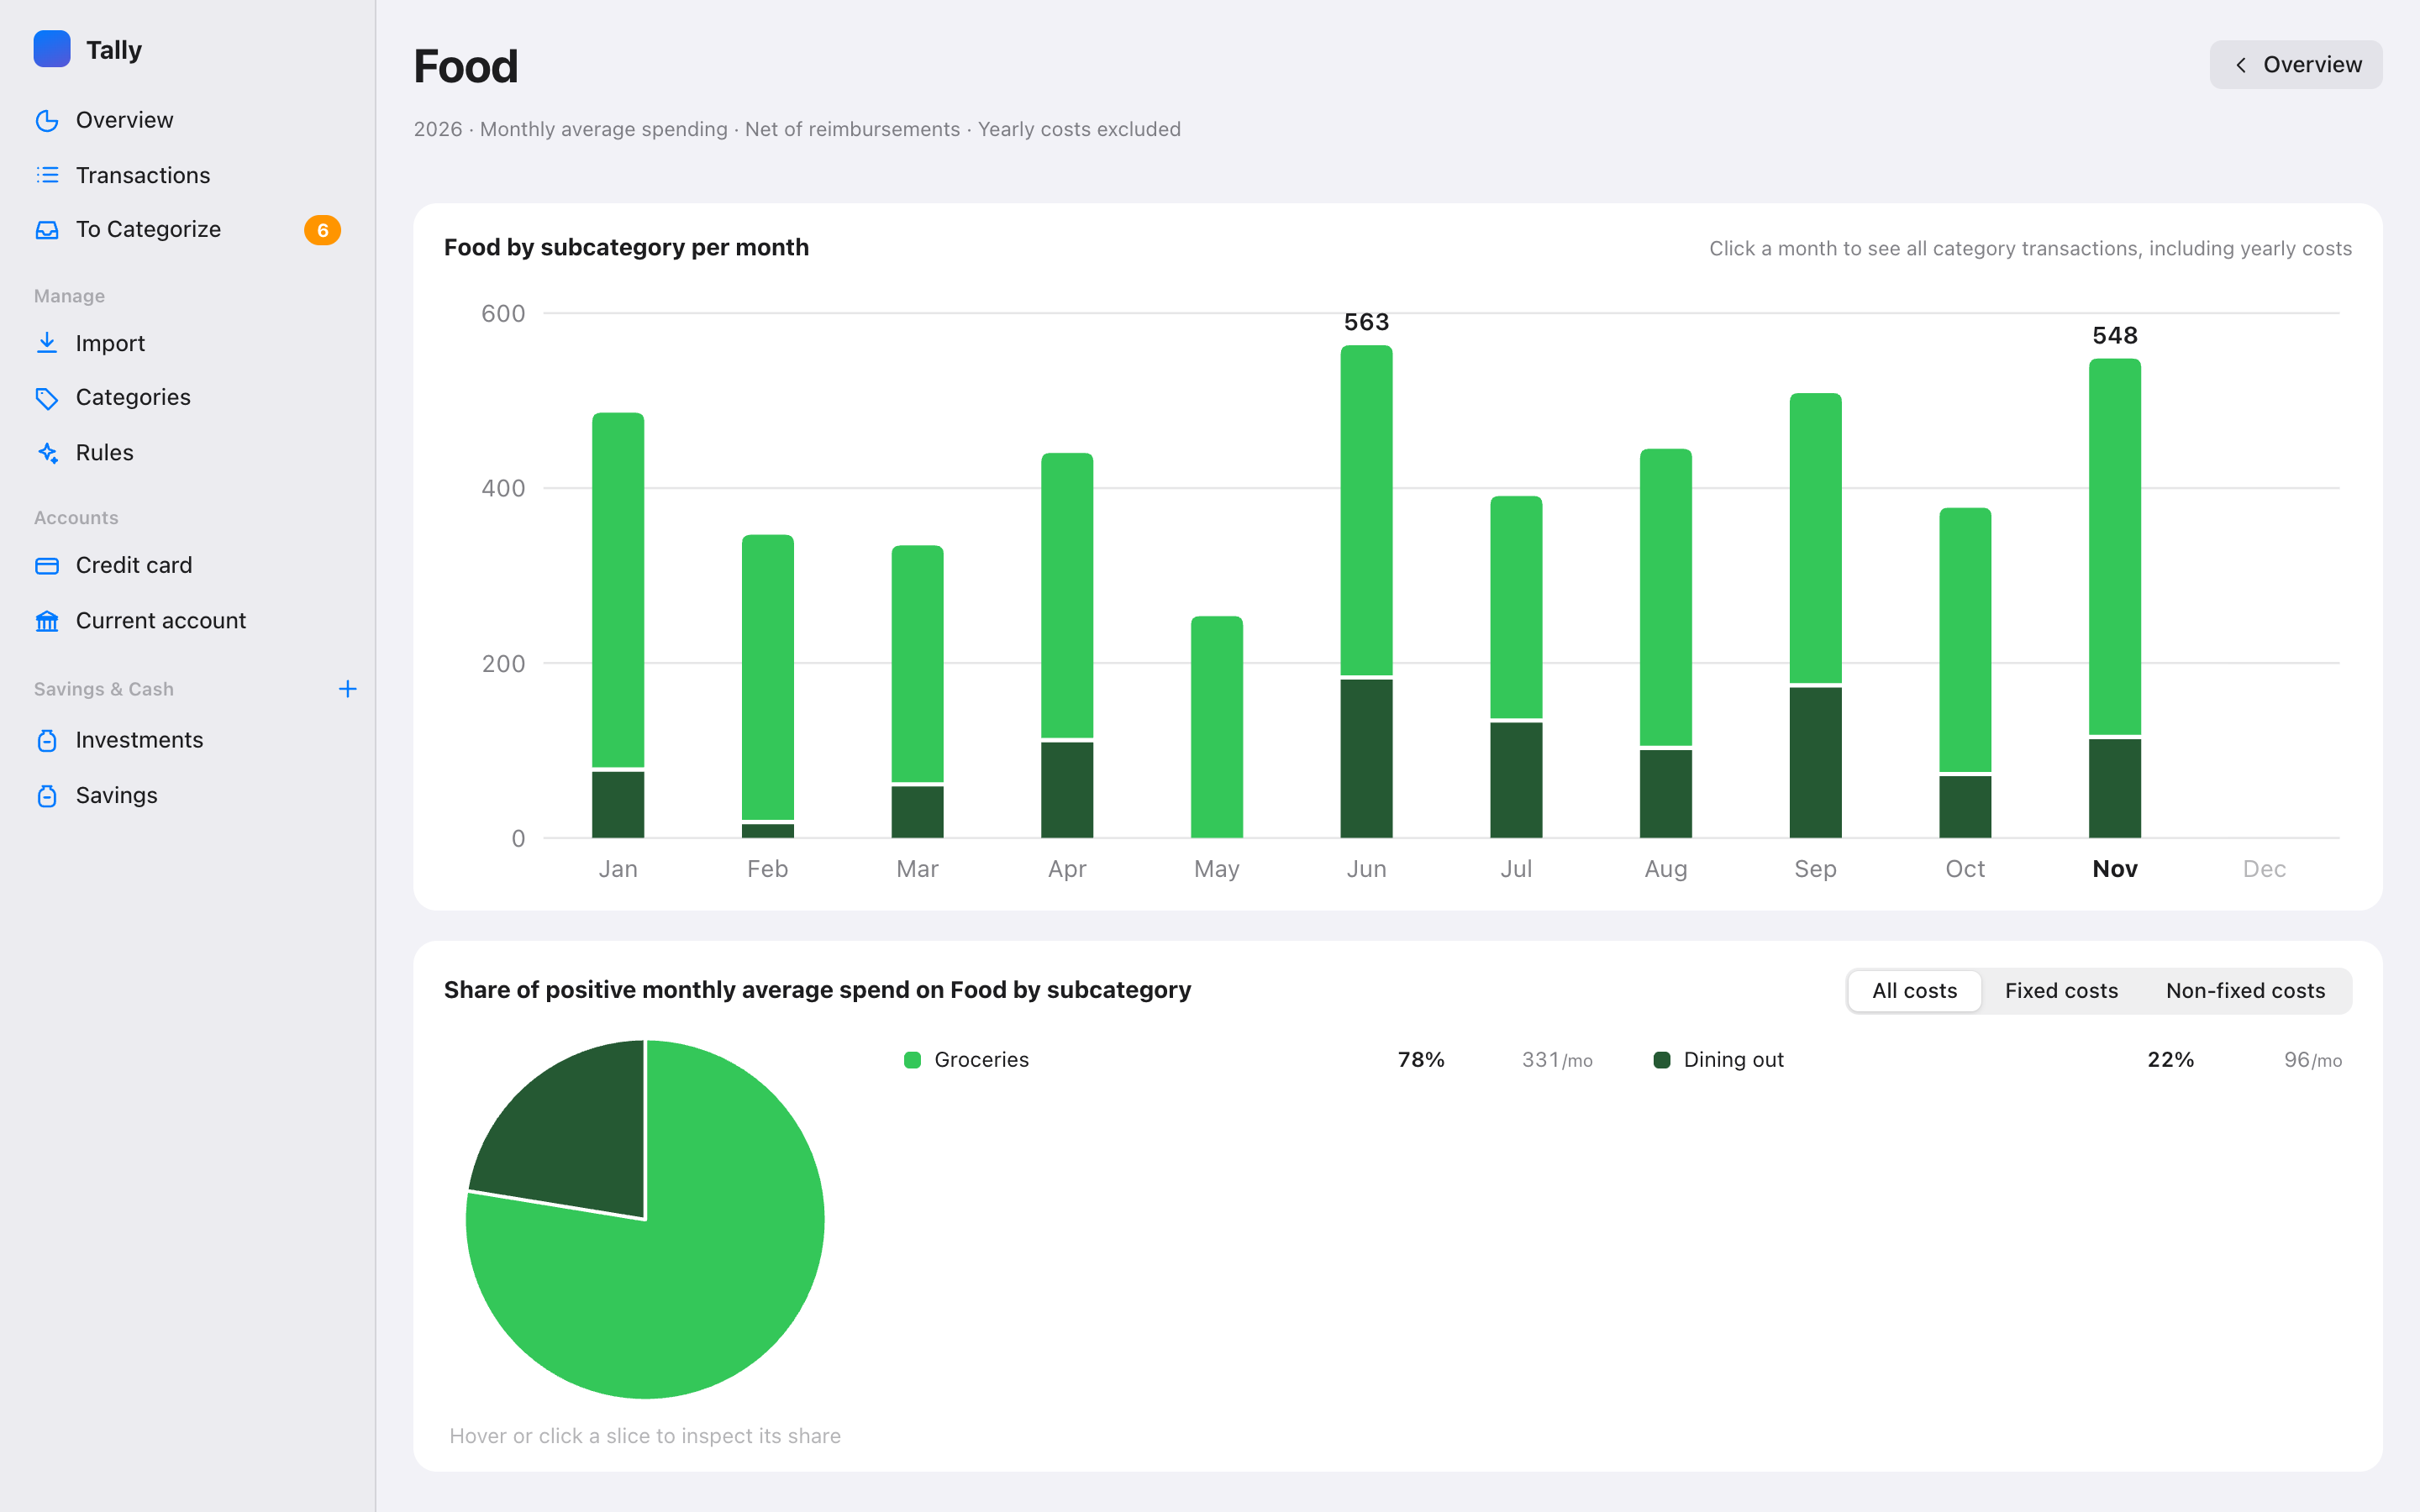 Tally
Overview
Transactions
To Categorize 6
Manage
Import
Categories
Rules
Accounts
Credit card
Current account
Savings & Cash
Investments
Savings
Food
Overview
2026 · Monthly average spending · Net of reimbursements · Yearly costs excluded
Food by subcategory per month
Click a month to see all category transactions, including yearly costs
600
400
200
0
563
548
Jan Feb Mar Apr May Jun Jul Aug Sep Oct Nov Dec
Share of positive monthly average spend on Food by subcategory
All costs Fixed costs Non-fixed costs
Groceries 78% 331/mo
Dining out 22% 96/mo
Hover or click a slice to inspect its share